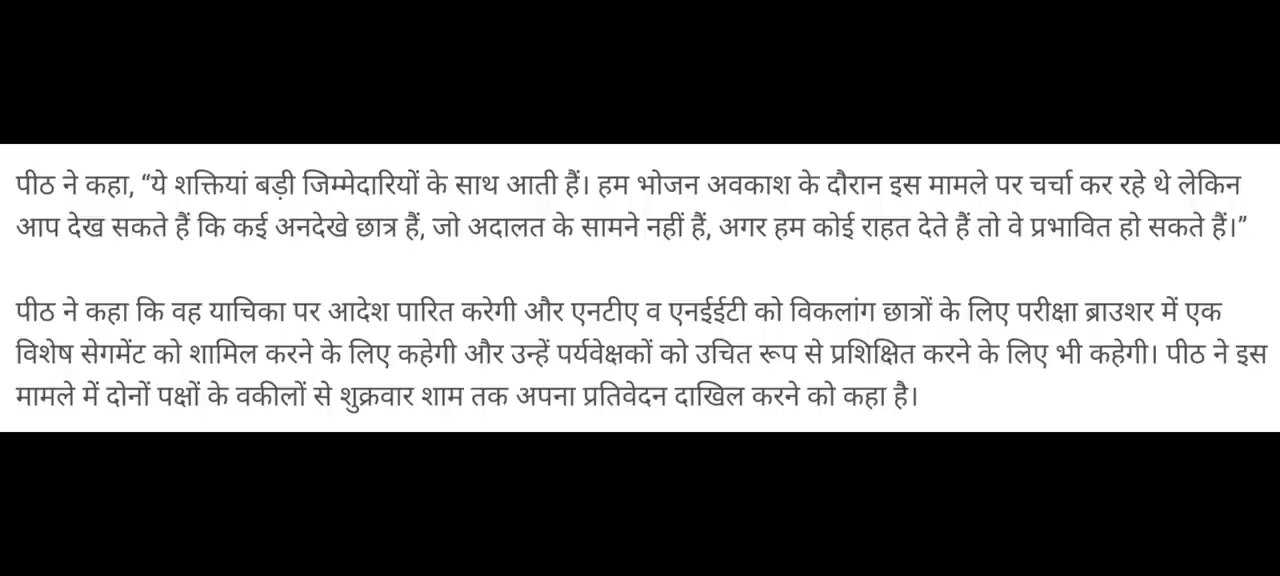 पीठ ने कहा, “ये शक्तियां बड़ी जिम्मेदारियों के साथ आती हैं। हम भोजन अवकाश के दौरान इस मामले पर चर्चा कर रहे थे लेकिन
आप देख सकते हैं कि कई अनदेखे छात्र हैं, जो अदालत के सामने नहीं हैं, अगर हम कोई राहत देते हैं तो वे प्रभावित हो सकते हैं।”
पीठ ने कहा कि वह याचिका पर आदेश पारित करेगी और एनटीए व एनईईटी को विकलांग छात्रों के लिए परीक्षा ब्राउशर में एक
विशेष सेगमेंट को शामिल करने के लिए कहेगी और उन्हें पर्यवेक्षकों को उचित रूप से प्रशिक्षित करने के लिए भी कहेगी। पीठ ने इस
मामले में दोनों पक्षों के वकीलों से शुक्रवार शाम तक अपना प्रतिवेदन दाखिल करने को कहा है।